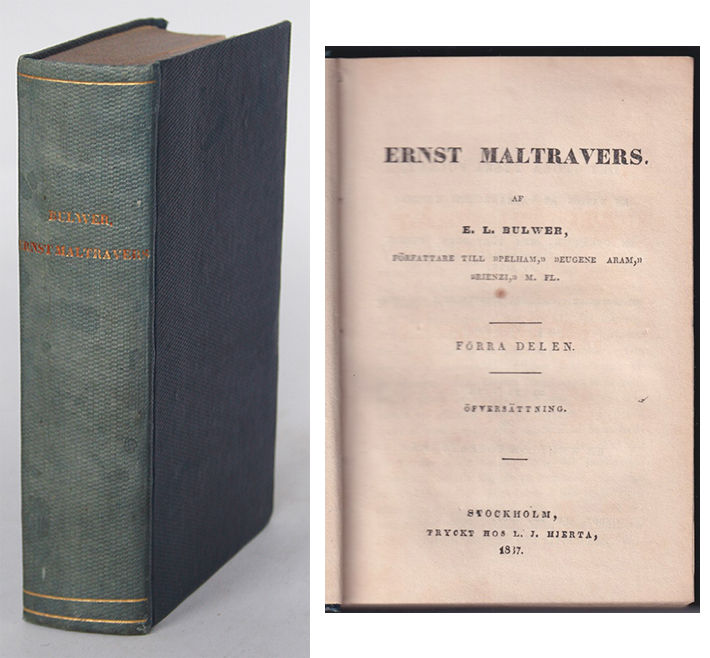 BULWER,
ERNST MALTRAVERS
ERNST MALTRAVERS.
AF
E. L. BULWER,
FÖRFATTARE TILL »PELHAM,» »EUGENE ARAM,»
»RIENZI,» M. FL.
FÖRRA DELEN.
ÖFVERSÄTTNING.
STOCKHOLM,
TRYCKT HOS L. J. HJERTA,
1837.